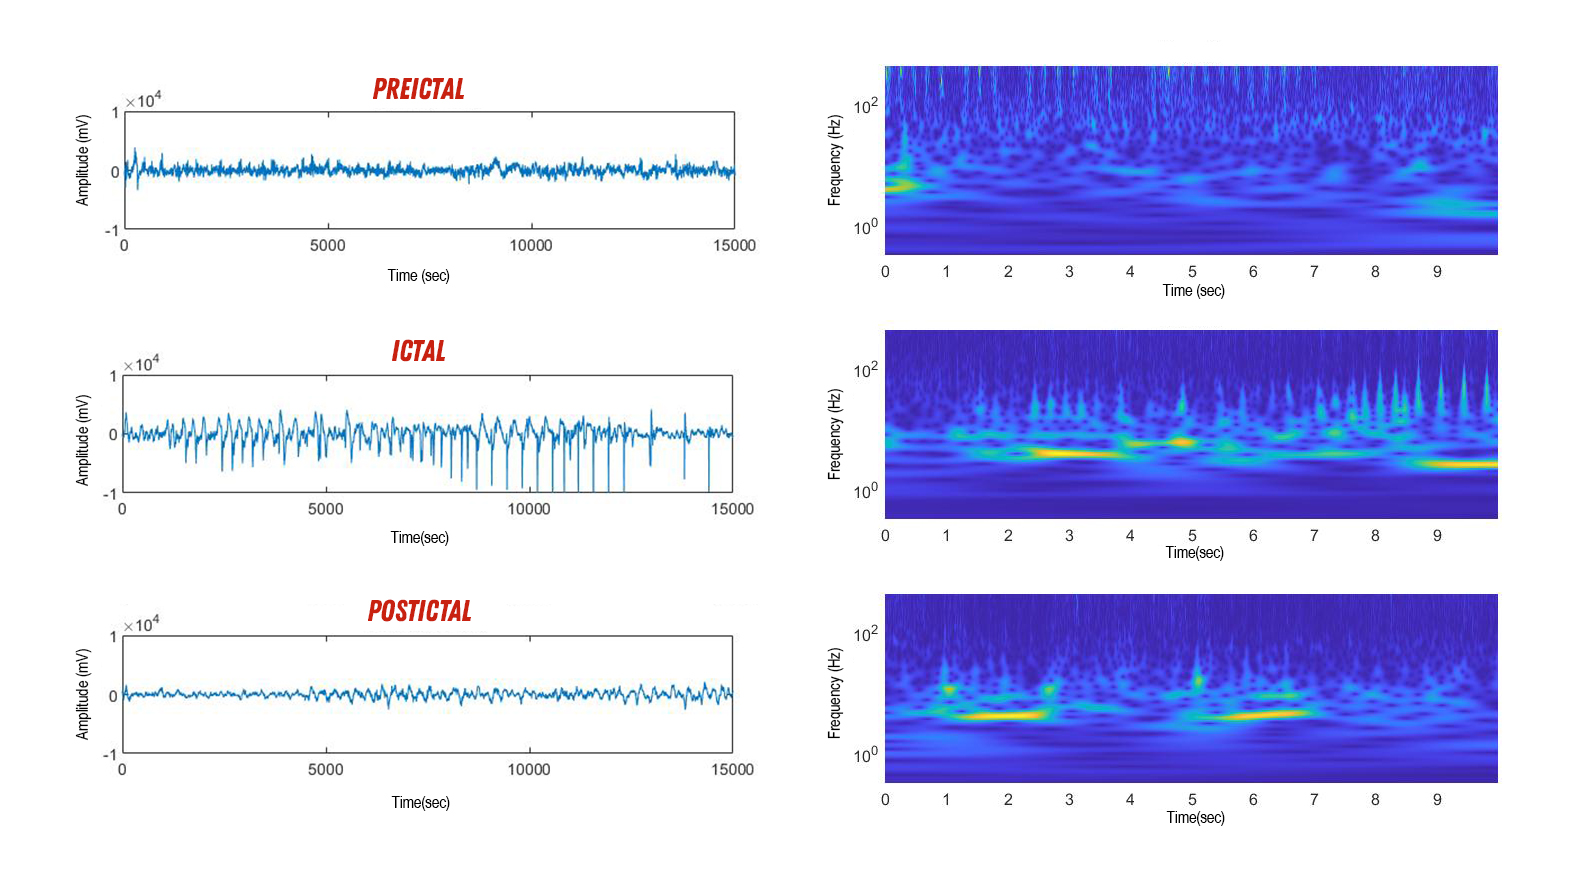 PREICTAL
×10^4
1
0
-1
Amplitude (mV)
0 5000 10000 15000
Time (sec)
10^2
10^0
Frequency (Hz)
0 1 2 3 4 5 6 7 8 9
Time (sec)
ICTAL
×10^4
1
0
-1
Amplitude (mV)
0 5000 10000 15000
Time(sec)
10^2
10^0
Frequency (Hz)
0 1 2 3 4 5 6 7 8 9
Time(sec)
POSTICTAL
×10^4
1
0
-1
Amplitude (mV)
0 5000 10000 15000
Time(sec)
10^2
10^0
Frequency (Hz)
0 1 2 3 4 5 6 7 8 9
Time(sec)